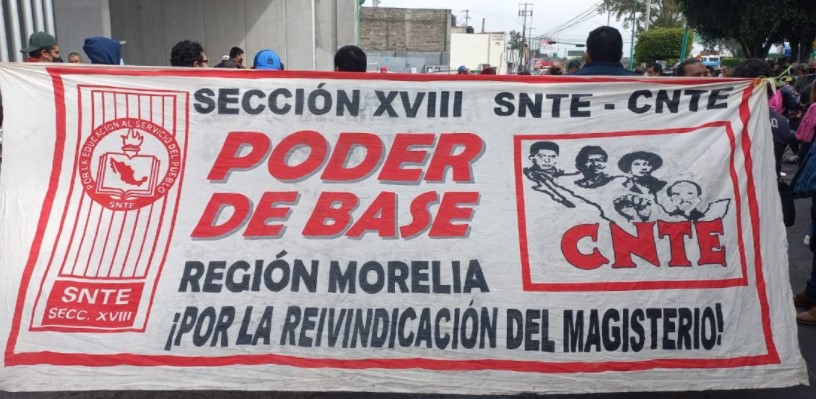 SECCIÓN XVIII SNTE - CNTE
POR LA EDUCACIÓN AL SERVICIO DEL PUEBLO
SNTE
SNTE
SECC. XVIII
PODER
DE BASE
CNTE
REGIÓN MORELIA
¡POR LA REIVINDICACIÓN DEL MAGISTERIO!